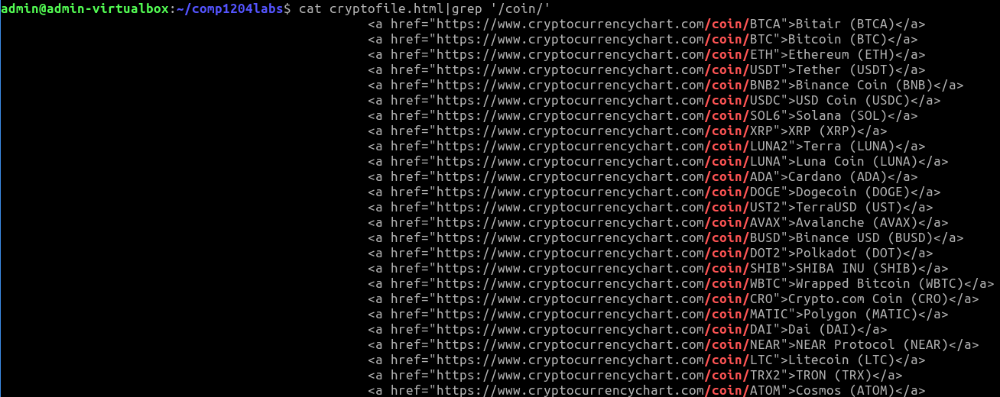 admin@admin-virtualbox:~/comp1204labs$ cat cryptofile.html|grep '/coin/'
<a href="https://www.cryptocurrencychart.com/coin/BTCA">Bitair (BTCA)</a>
<a href="https://www.cryptocurrencychart.com/coin/BTC">Bitcoin (BTC)</a>
<a href="https://www.cryptocurrencychart.com/coin/ETH">Ethereum (ETH)</a>
<a href="https://www.cryptocurrencychart.com/coin/USDT">Tether (USDT)</a>
<a href="https://www.cryptocurrencychart.com/coin/BNB2">Binance Coin (BNB)</a>
<a href="https://www.cryptocurrencychart.com/coin/USDC">USD Coin (USDC)</a>
<a href="https://www.cryptocurrencychart.com/coin/SOL6">Solana (SOL)</a>
<a href="https://www.cryptocurrencychart.com/coin/XRP">XRP (XRP)</a>
<a href="https://www.cryptocurrencychart.com/coin/LUNA2">Terra (LUNA)</a>
<a href="https://www.cryptocurrencychart.com/coin/LUNA">Luna Coin (LUNA)</a>
<a href="https://www.cryptocurrencychart.com/coin/ADA">Cardano (ADA)</a>
<a href="https://www.cryptocurrencychart.com/coin/DOGE">Dogecoin (DOGE)</a>
<a href="https://www.cryptocurrencychart.com/coin/UST2">TerraUSD (UST)</a>
<a href="https://www.cryptocurrencychart.com/coin/AVAX">Avalanche (AVAX)</a>
<a href="https://www.cryptocurrencychart.com/coin/BUSD">Binance USD (BUSD)</a>
<a href="https://www.cryptocurrencychart.com/coin/DOT2">Polkadot (DOT)</a>
<a href="https://www.cryptocurrencychart.com/coin/SHIB">SHIBA INU (SHIB)</a>
<a href="https://www.cryptocurrencychart.com/coin/WBTC">Wrapped Bitcoin (WBTC)</a>
<a href="https://www.cryptocurrencychart.com/coin/CRO">Crypto.com Coin (CRO)</a>
<a href="https://www.cryptocurrencychart.com/coin/MATIC">Polygon (MATIC)</a>
<a href="https://www.cryptocurrencychart.com/coin/DAI">Dai (DAI)</a>
<a href="https://www.cryptocurrencychart.com/coin/NEAR">NEAR Protocol (NEAR)</a>
<a href="https://www.cryptocurrencychart.com/coin/LTC">Litecoin (LTC)</a>
<a href="https://www.cryptocurrencychart.com/coin/TRX2">TRON (TRX)</a>
<a href="https://www.cryptocurrencychart.com/coin/ATOM">Cosmos (ATOM)</a>